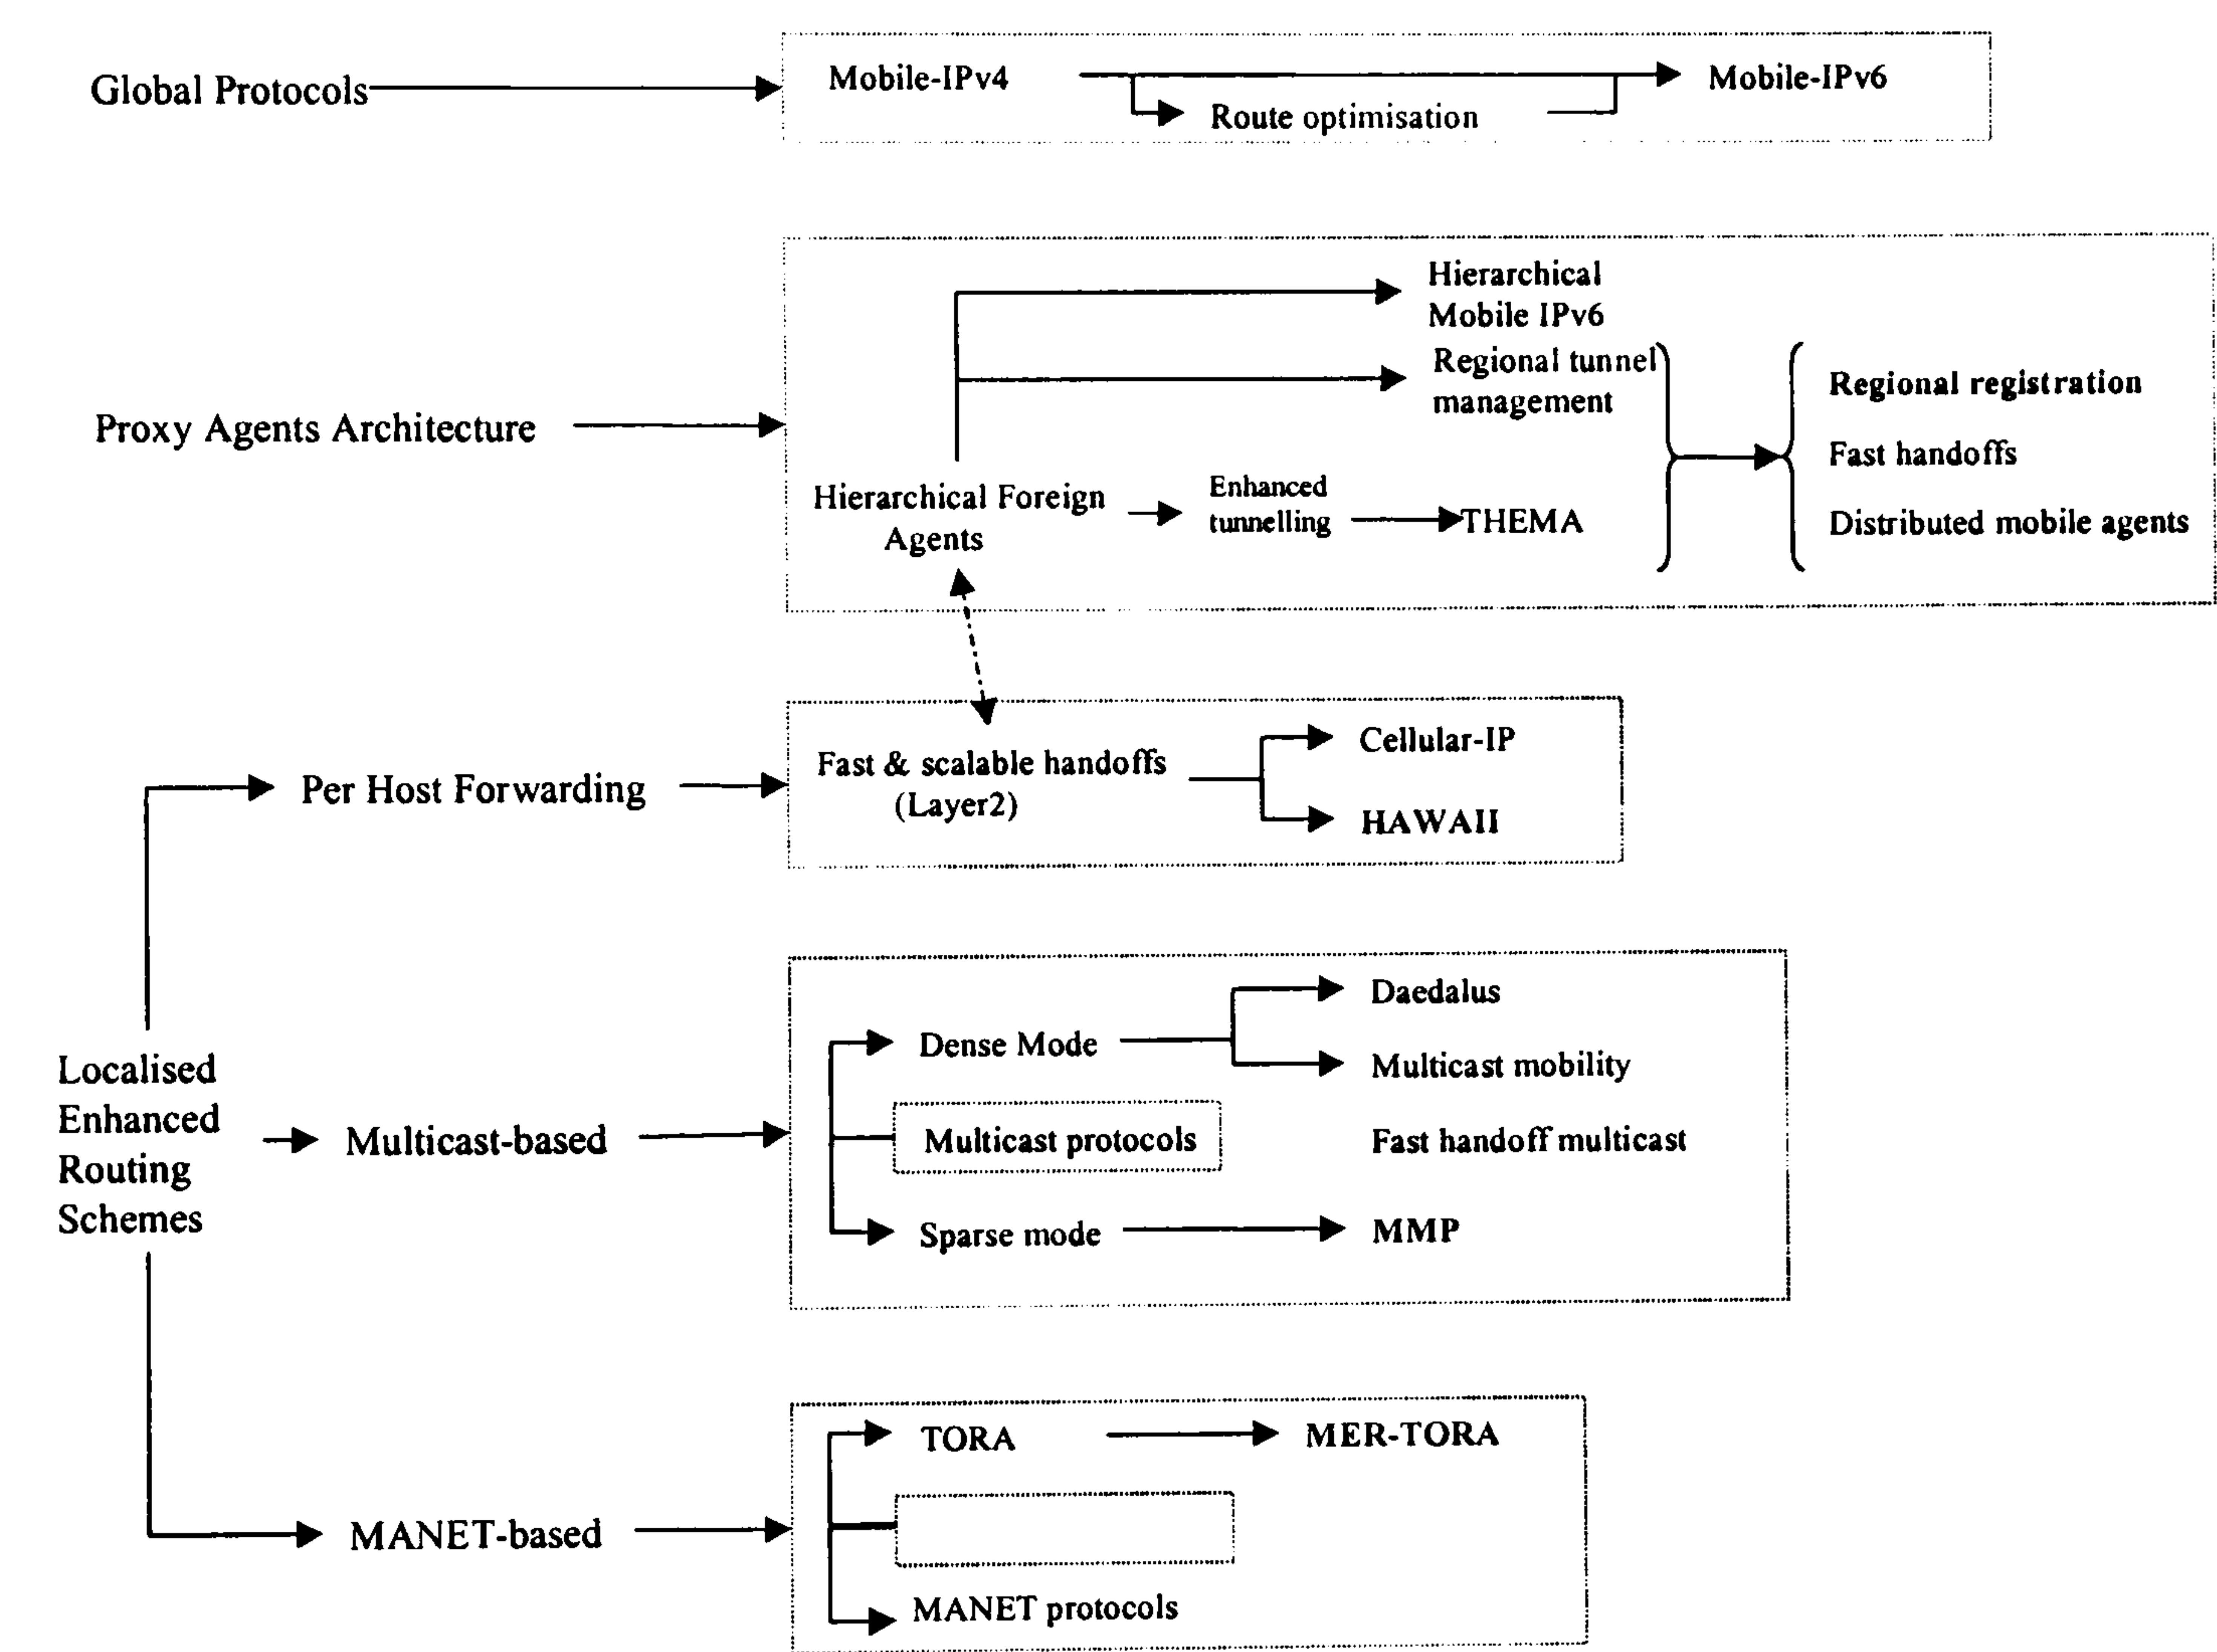 Global Protocols
Mobile-IPv4
Mobile-IPv6
Route optimisation
Hierarchical
Mobile IPv6
Regional tunnel
management
Regional registration
Proxy Agents Architecture
Fast handoffs
Hierarchical Foreign
Agents
Enhanced
tunnelling
THEMA
Distributed mobile agents
Per Host Forwarding
Fast & scalable handoffs
(Layer2)
Cellular-IP
HAWAII
Localised
Enhanced
Routing
Schemes
Multicast-based
Dense Mode
Daedalus
Multicast mobility
Multicast protocols
Fast handoff multicast
Sparse mode
MMP
MANET-based
TORA
MER-TORA
MANET protocols